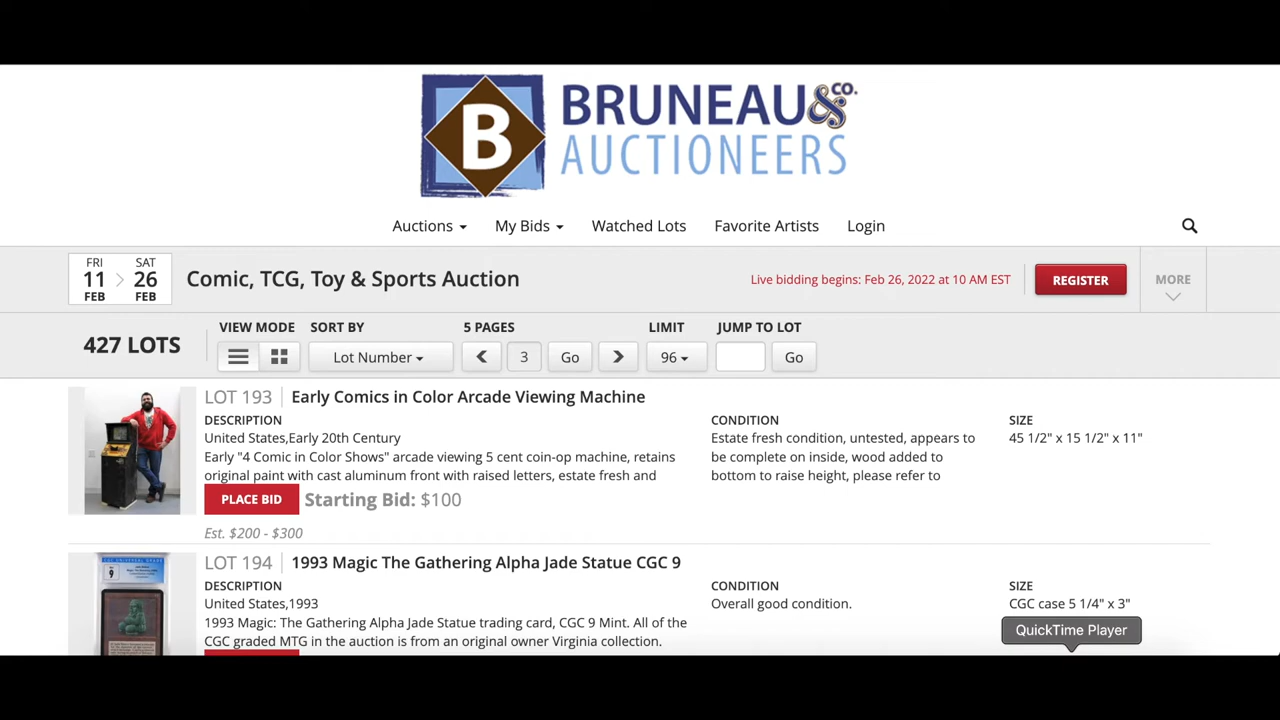 B
BRUNEAU &CO.
AUCTIONEERS
Auctions My Bids Watched Lots Favorite Artists Login
FRI 11 FEB
SAT 26 FEB
Comic, TCG, Toy & Sports Auction
Live bidding begins: Feb 26, 2022 at 10 AM EST
REGISTER
MORE
427 LOTS
VIEW MODE SORT BY 5 PAGES LIMIT JUMP TO LOT
Lot Number 3 Go 96 Go
LOT 193 Early Comics in Color Arcade Viewing Machine
DESCRIPTION
United States,Early 20th Century
Early "4 Comic in Color Shows" arcade viewing 5 cent coin-op machine, retains
original paint with cast aluminum front with raised letters, estate fresh and
CONDITION
Estate fresh condition, untested, appears to
be complete on inside, wood added to
bottom to raise height, please refer to
SIZE
45 1/2" x 15 1/2" x 11"
PLACE BID Starting Bid: $100
Est. $200 - $300
LOT 194 1993 Magic The Gathering Alpha Jade Statue CGC 9
DESCRIPTION
United States,1993
1993 Magic: The Gathering Alpha Jade Statue trading card, CGC 9 Mint. All of the
CGC graded MTG in the auction is from an original owner Virginia collection.
CONDITION
Overall good condition.
SIZE
CGC case 5 1/4" x 3"
QuickTime Player